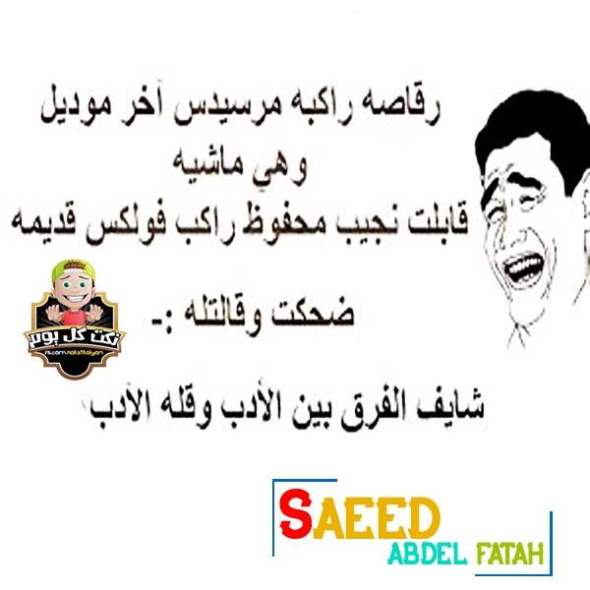 رقاصه راكبه مرسيدس آخر موديل
وهي ماشيه
قابلت نجيب محفوظ راكب فولكس قديمه
ضحكت وقالتله :-
شايف الفرق بين الأدب وقله الأدب
نكت كل يوم
SAEED
ABDEL FATAH